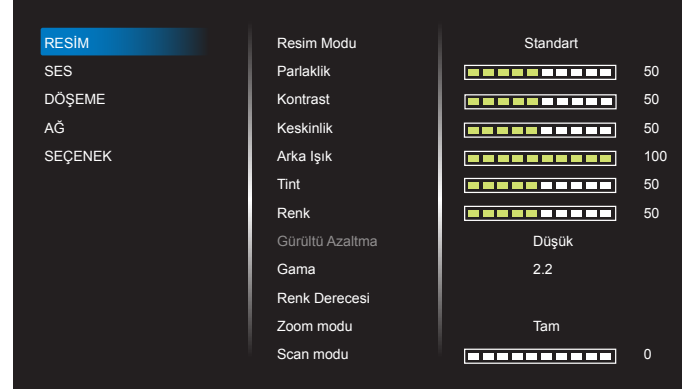 RESİM
SES
DÖŞEME
AĞ
SEÇENEK
Resim Modu Standart
Parlaklik 50
Kontrast 50
Keskinlik 50
Arka Işık 100
Tint 50
Renk 50
Gürültü Azaltma Düşük
Gama 2.2
Renk Derecesi
Zoom modu Tam
Scan modu 0